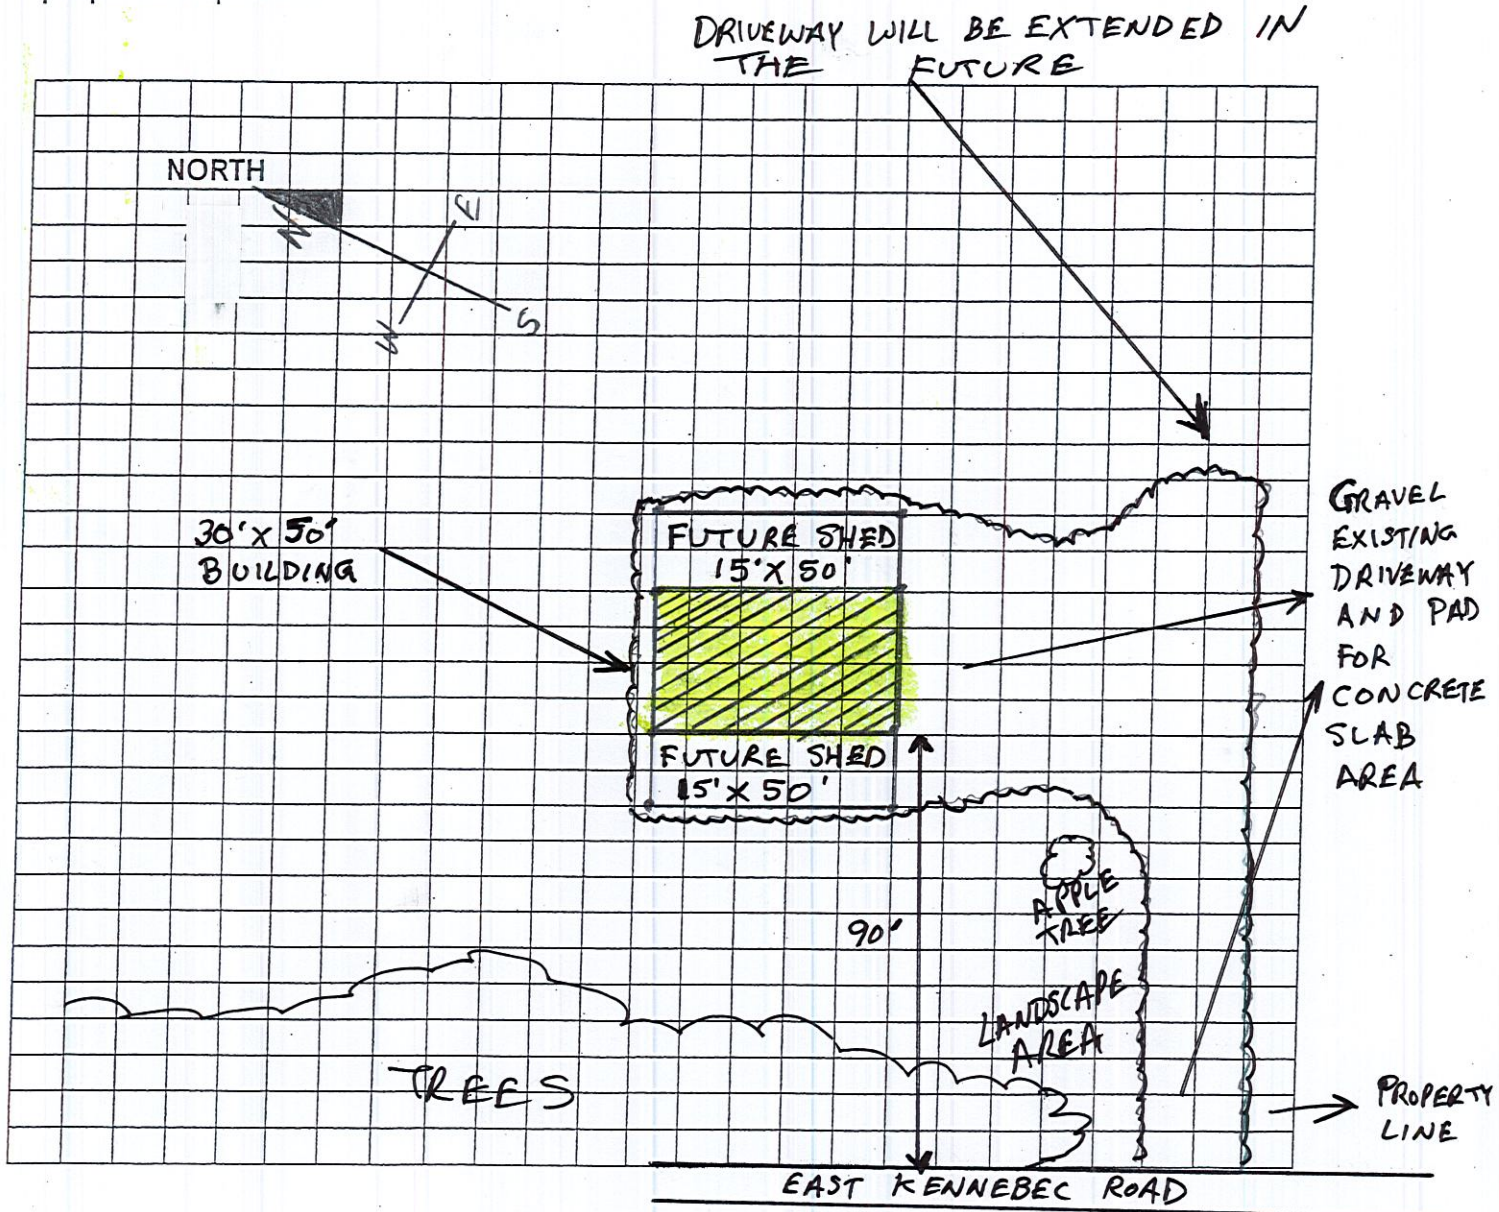 DRIVEWAY WILL BE EXTENDED IN
THE FUTURE
NORTH
N
E
W
S
30' X 50'
BUILDING
FUTURE SHED
15' X 50'
FUTURE SHED
15' X 50'
GRAVEL
EXISTING
DRIVEWAY
AND PAD
FOR
CONCRETE
SLAB
AREA
APPLE
TREE
90'
LANDSCAPE
AREA
TREES
PROPERTY
LINE
EAST KENNEBEC ROAD